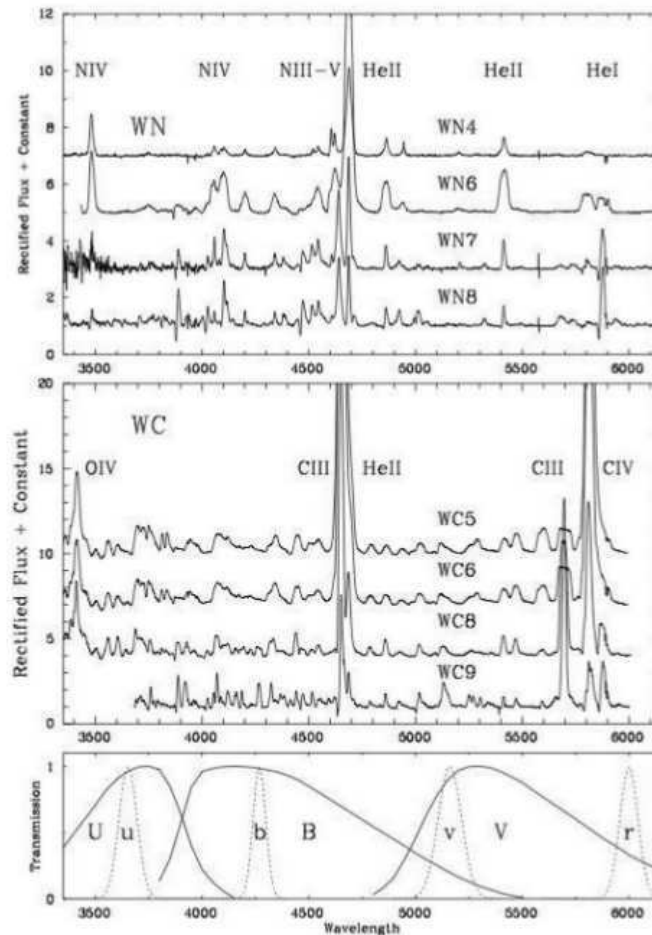 12
NIV NIV NIII-V HeII HeII HeI
10
WN WN4
8
6
WN6
4
WN7
2
WN8
0
Rectified Flux + Constant
3500 4000 4500 5000 5500 6000
20
WC
OIV CIII HeII CIII CIV
15
WC5
10
WC6
5
WC8
WC9
0
Rectified Flux + Constant
3500 4000 4500 5000 5500 6000
1
U u b B v V r
0
Transmission
3500 4000 4500 5000 5500 6000
Wavelength